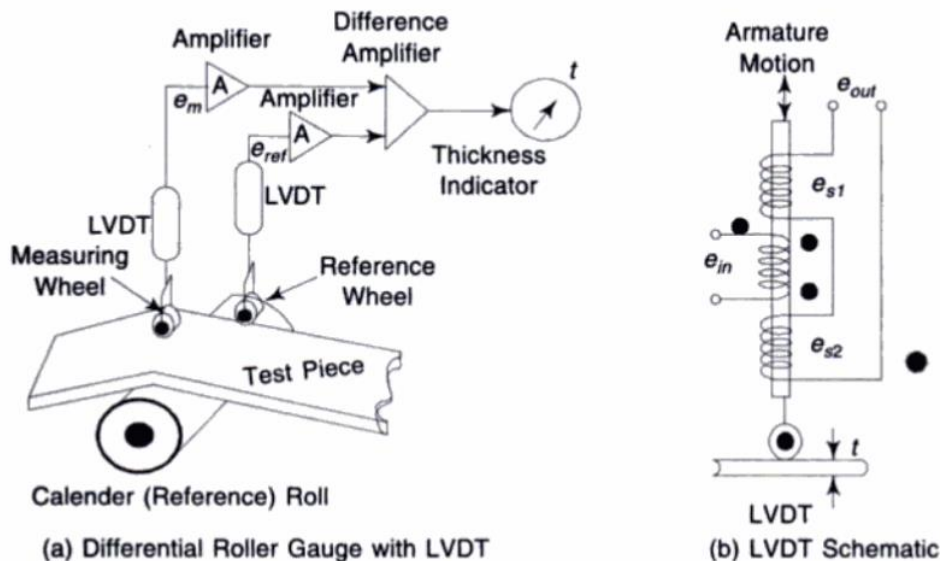 Amplifier
Difference
Amplifier
A
e_m
Amplifier
A
e_ref
t
Thickness
Indicator
LVDT
LVDT
Measuring
Wheel
Reference
Wheel
Test Piece
Calender (Reference) Roll
(a) Differential Roller Gauge with LVDT
Armature
Motion
e_out
e_s1
e_in
e_s2
t
LVDT
(b) LVDT Schematic